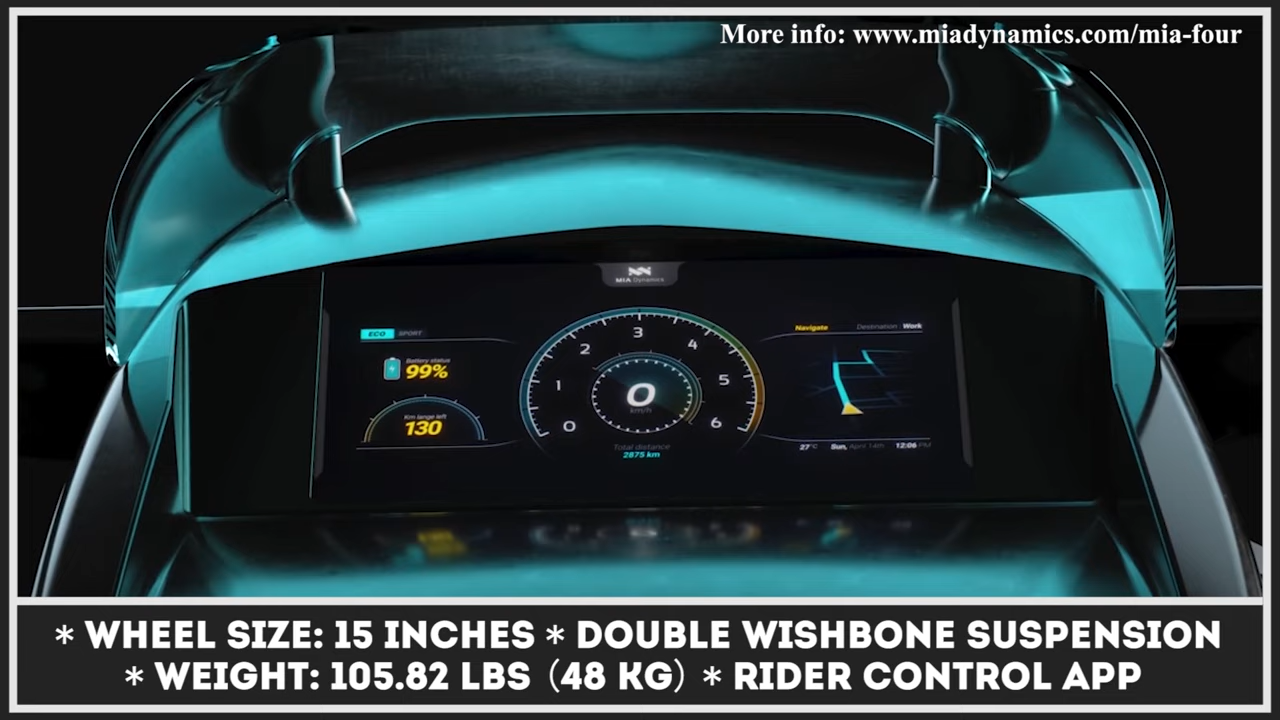 More info: www.miadynamics.com/mia-four
MIA Dynamics
ECO SPORT
Battery status
99%
Km range left
130
0 1 2 3 4 5 6
0
km/h
Total distance
2875 km
Navigate Destination Work
27°C Sun, April 14th 12:06 PM
* WHEEL SIZE: 15 INCHES * DOUBLE WISHBONE SUSPENSION
* WEIGHT: 105.82 LBS (48 KG) * RIDER CONTROL APP